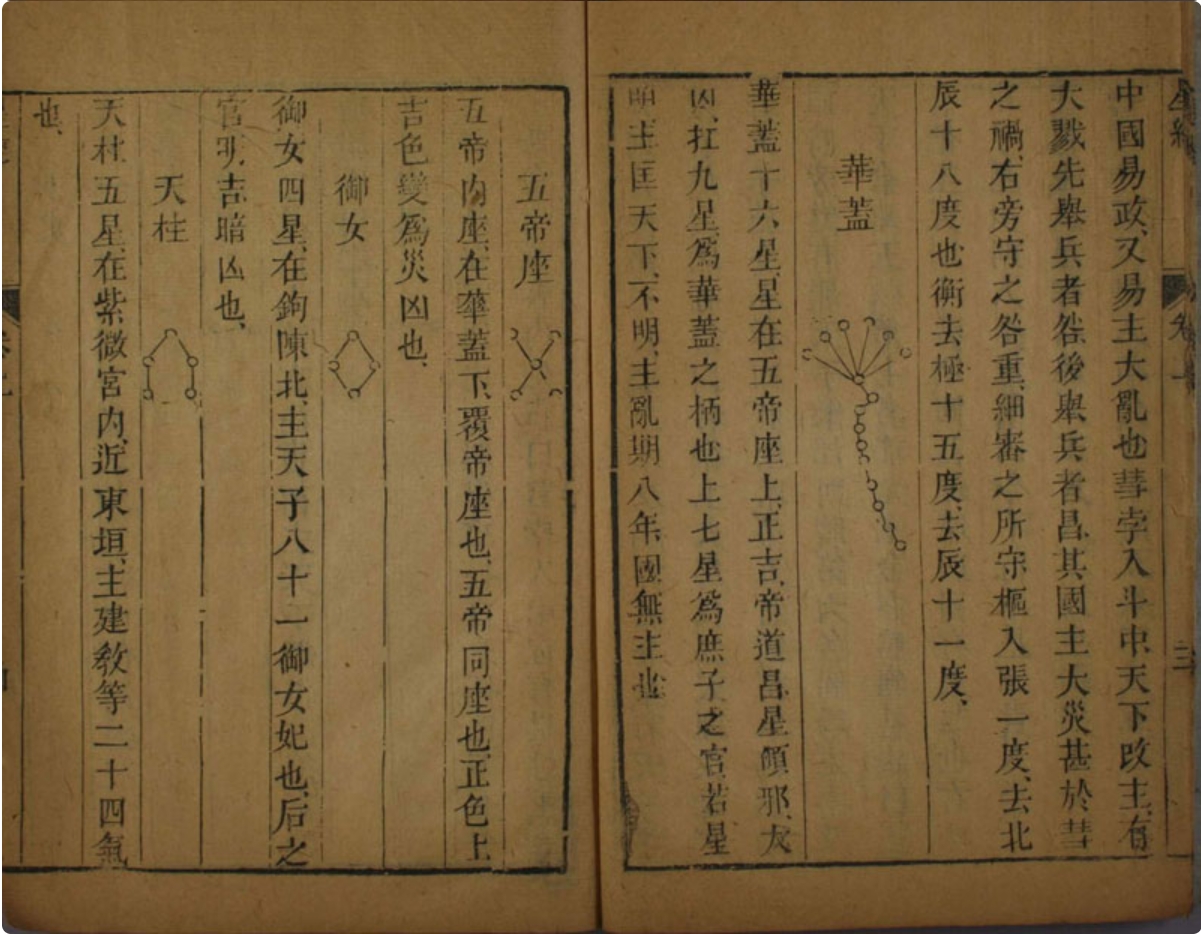 星經
卷一
三
中國易政、又易主大亂也彗孛入斗中、天下改主、有
大戮先舉兵者咎、後舉兵者昌、其國主大災甚於彗
之禍、右旁守之咎重、細審之所守樞入張一度、去北
辰十八度也衡去極十五度、去辰十一度、
華蓋
華蓋十六星、星在五帝座上、正吉、帝道昌、星傾邪、大
凶、扛九星、爲華蓋之柄也上七星爲庶子之官、若星
明、主匡天下、不明、主亂期八年、國無主也
五帝座
五帝內座、在華蓋下、覆帝座也、五帝同座也、正色上
吉色變爲災凶也、
御女
御女四星、在鉤陳北、主天子八十一御女妃也、后之
官明吉暗凶也、
天柱
天柱五星、在紫微宮內、近東垣、主建敎等二十四氣
也、